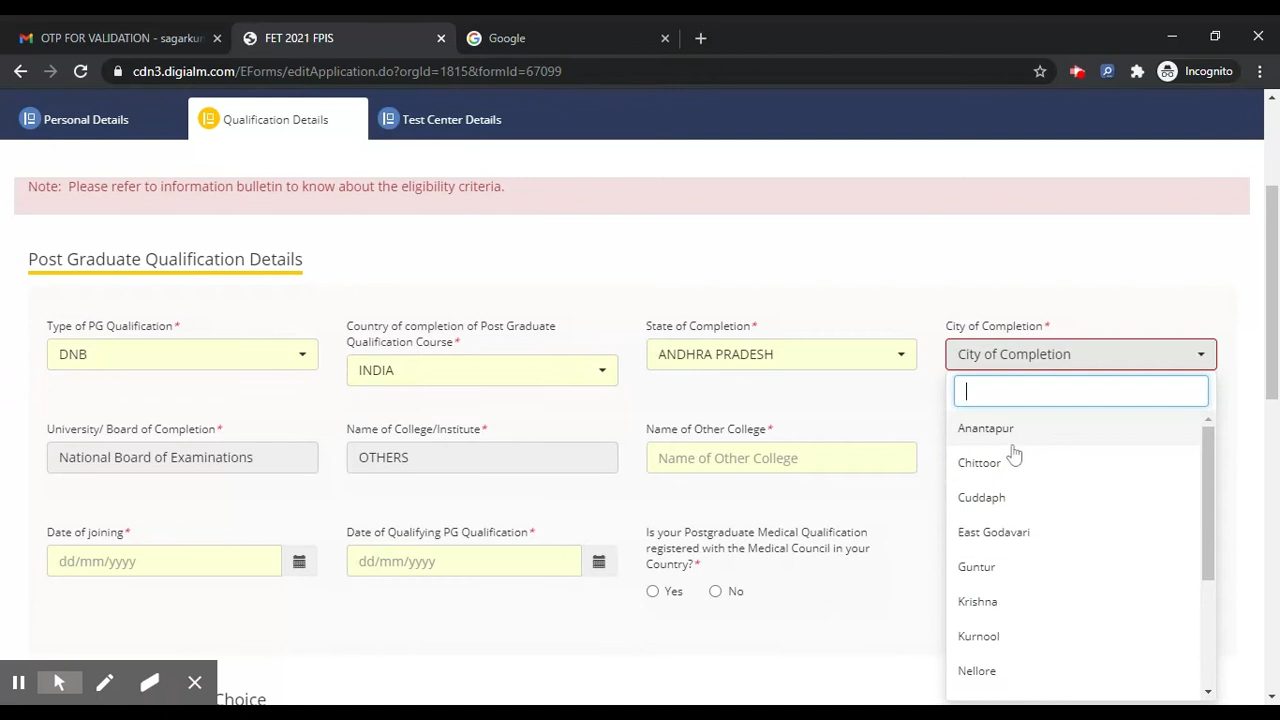 OTP FOR VALIDATION - sagarkun
FET 2021 FPIS
Google
cdn3.digialm.com/EForms/editApplication.do?orgId=1815&formId=67099
Incognito
Personal Details
Qualification Details
Test Center Details
Note: Please refer to information bulletin to know about the eligibility criteria.
Post Graduate Qualification Details
Type of PG Qualification*
DNB
Country of completion of Post Graduate
Qualification Course*
INDIA
State of Completion*
ANDHRA PRADESH
City of Completion*
City of Completion
Anantapur
Chittoor
Cuddaph
East Godavari
Guntur
Krishna
Kurnool
Nellore
University/ Board of Completion*
National Board of Examinations
Name of College/Institute*
OTHERS
Name of Other College*
Name of Other College
Date of joining*
dd/mm/yyyy
Date of Qualifying PG Qualification*
dd/mm/yyyy
Is your Postgraduate Medical Qualification
registered with the Medical Council in your
Country?*
Yes
No
Choice